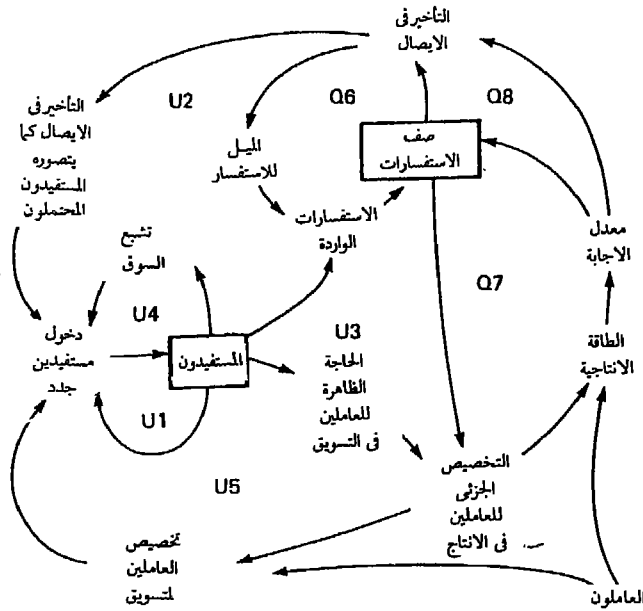 التأخير فى
الايصال
U2
Q6
Q8
التأخير فى
الايصال كما
يتصوره
المستفيدون
المحتملون
الميل
للاستفسار
صف
الاستفسارات
الاستفسارات
الواردة
معدل
الاجابة
تشبع
السوق
Q7
U4
U3
دخول
مستفيدين
جدد
المستفيدون
الحاجة
الظاهرة
للعاملين
فى التسويق
الطاقة
الانتاجية
U1
U5
التخصيص
الجزئى
للعاملين
فى الانتاج
تخصيص
العاملين
لتسويق
العاملون